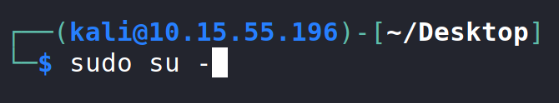 ┌──(kali@10.15.55.196)-[~/Desktop]
└─$ sudo su -